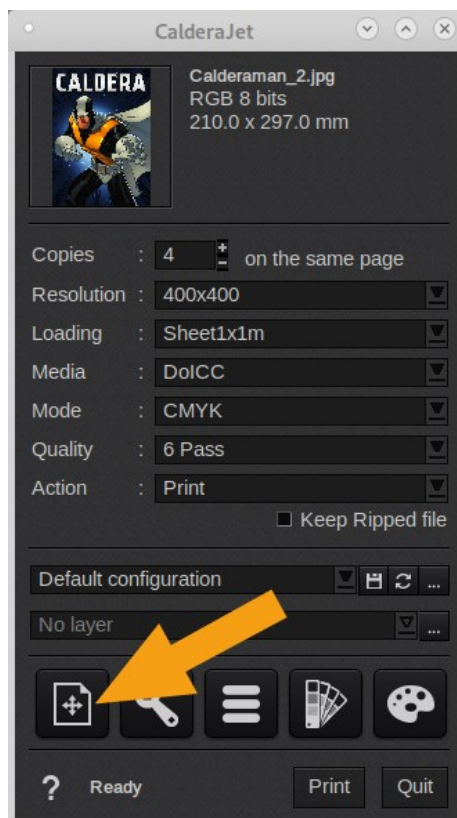 CalderaJet
CALDERA
Calderaman_2.jpg
RGB 8 bits
210.0 x 297.0 mm
Copies : 4 on the same page
Resolution : 400x400
Loading : Sheet1x1m
Media : DoICC
Mode : CMYK
Quality : 6 Pass
Action : Print
Keep Ripped file
Default configuration ...
No layer ...
? Ready Print Quit